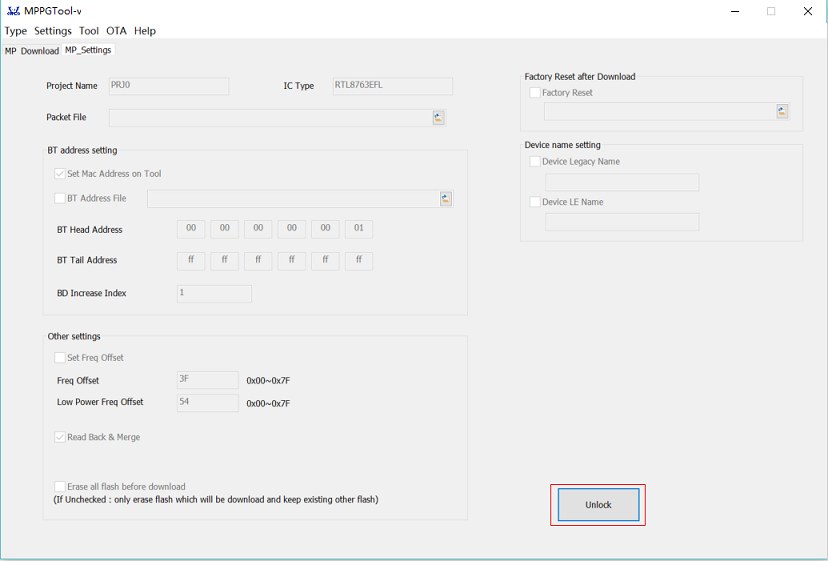 MPPGTool-v
Type Settings Tool OTA Help
MP Download MP_Settings
Project Name PRJ0 IC Type RTL8763EFL
Packet File
BT address setting
Set Mac Address on Tool
BT Address File
BT Head Address 00 00 00 00 00 01
BT Tail Address ff ff ff ff ff ff
BD Increase Index 1
Other settings
Set Freq Offset
Freq Offset 3F 0x00~0x7F
Low Power Freq Offset 54 0x00~0x7F
Read Back & Merge
Erase all flash before download
(If Unchecked : only erase flash which will be download and keep existing other flash)
Factory Reset after Download
Factory Reset
Device name setting
Device Legacy Name
Device LE Name
Unlock